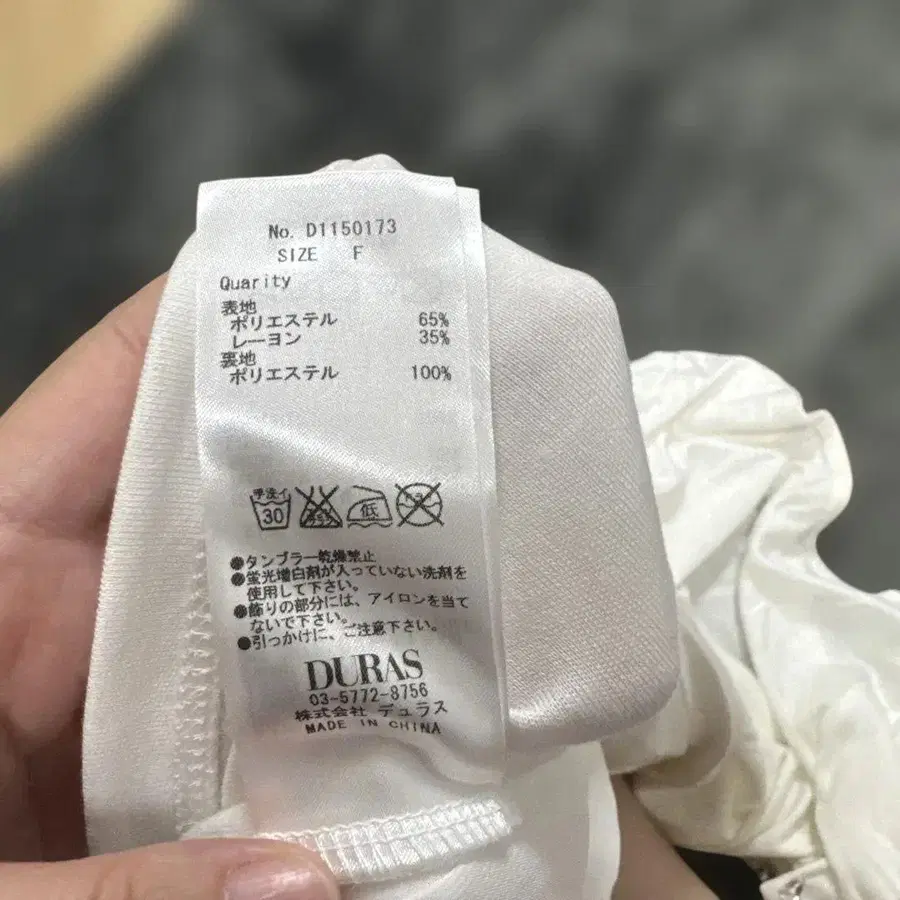 No. D1150173
SIZE F
Quarity
表地
ポリエステル 65%
レーヨン 35%
裏地
ポリエステル 100%
手洗イ 30 低
●タンブラー乾燥禁止
●蛍光増白剤が入っていない洗剤を
使用して下さい。
●飾りの部分には、アイロンを当て
ないで下さい。
●引っかけに、ご注意下さい。
DURAS
03-5772-8756
株式会社 デュラス
MADE IN CHINA